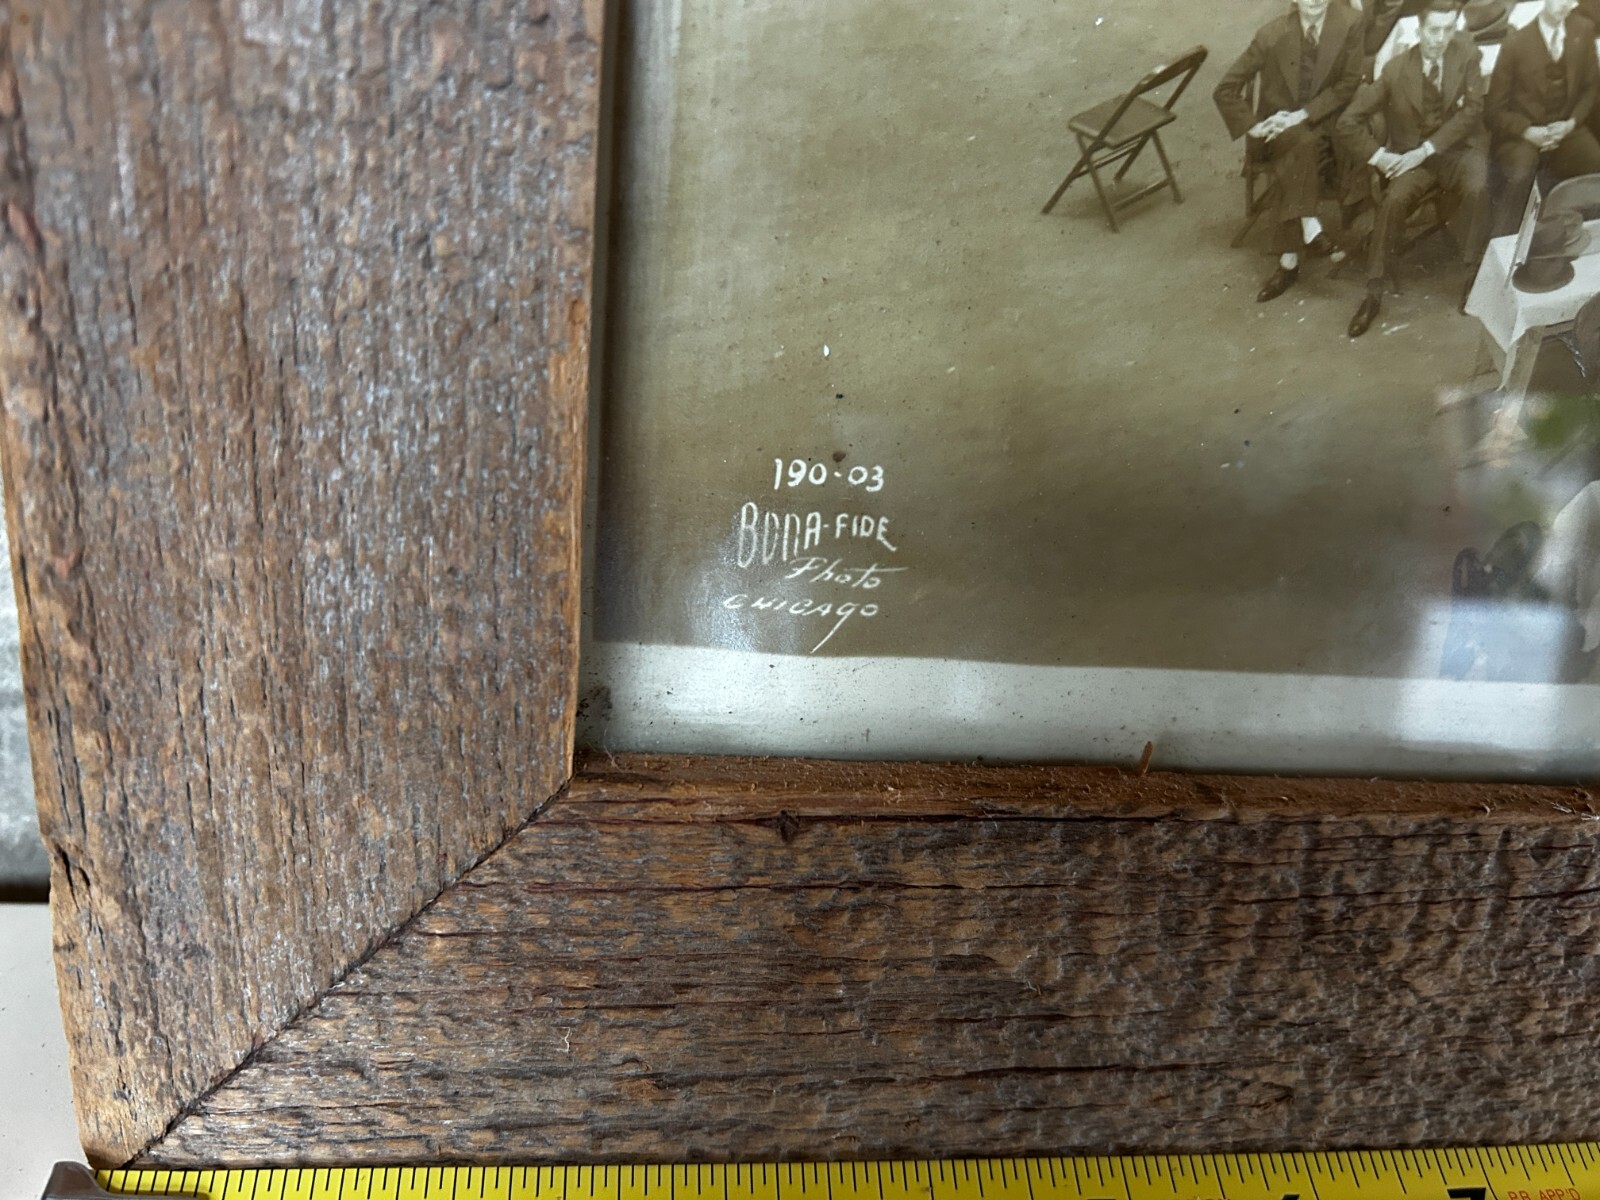 190-03
BONA-FIDE
Photo
CHICAGO